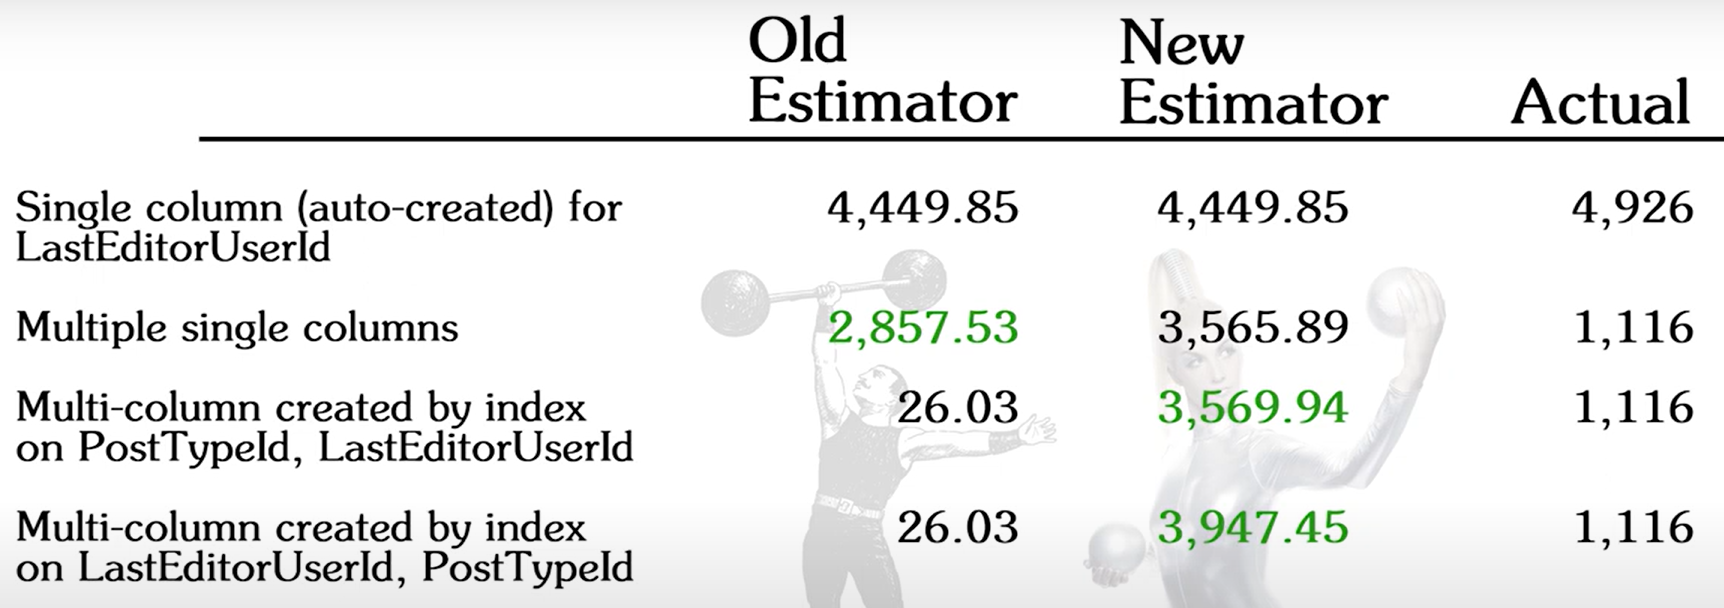 Old
Estimator
New
Estimator
Actual
Single column (auto-created) for
LastEditorUserId
4,449.85
4,449.85
4,926
Multiple single columns
2,857.53
3,565.89
1,116
Multi-column created by index
on PostTypeId, LastEditorUserId
26.03
3,569.94
1,116
Multi-column created by index
on LastEditorUserId, PostTypeId
26.03
3,947.45
1,116